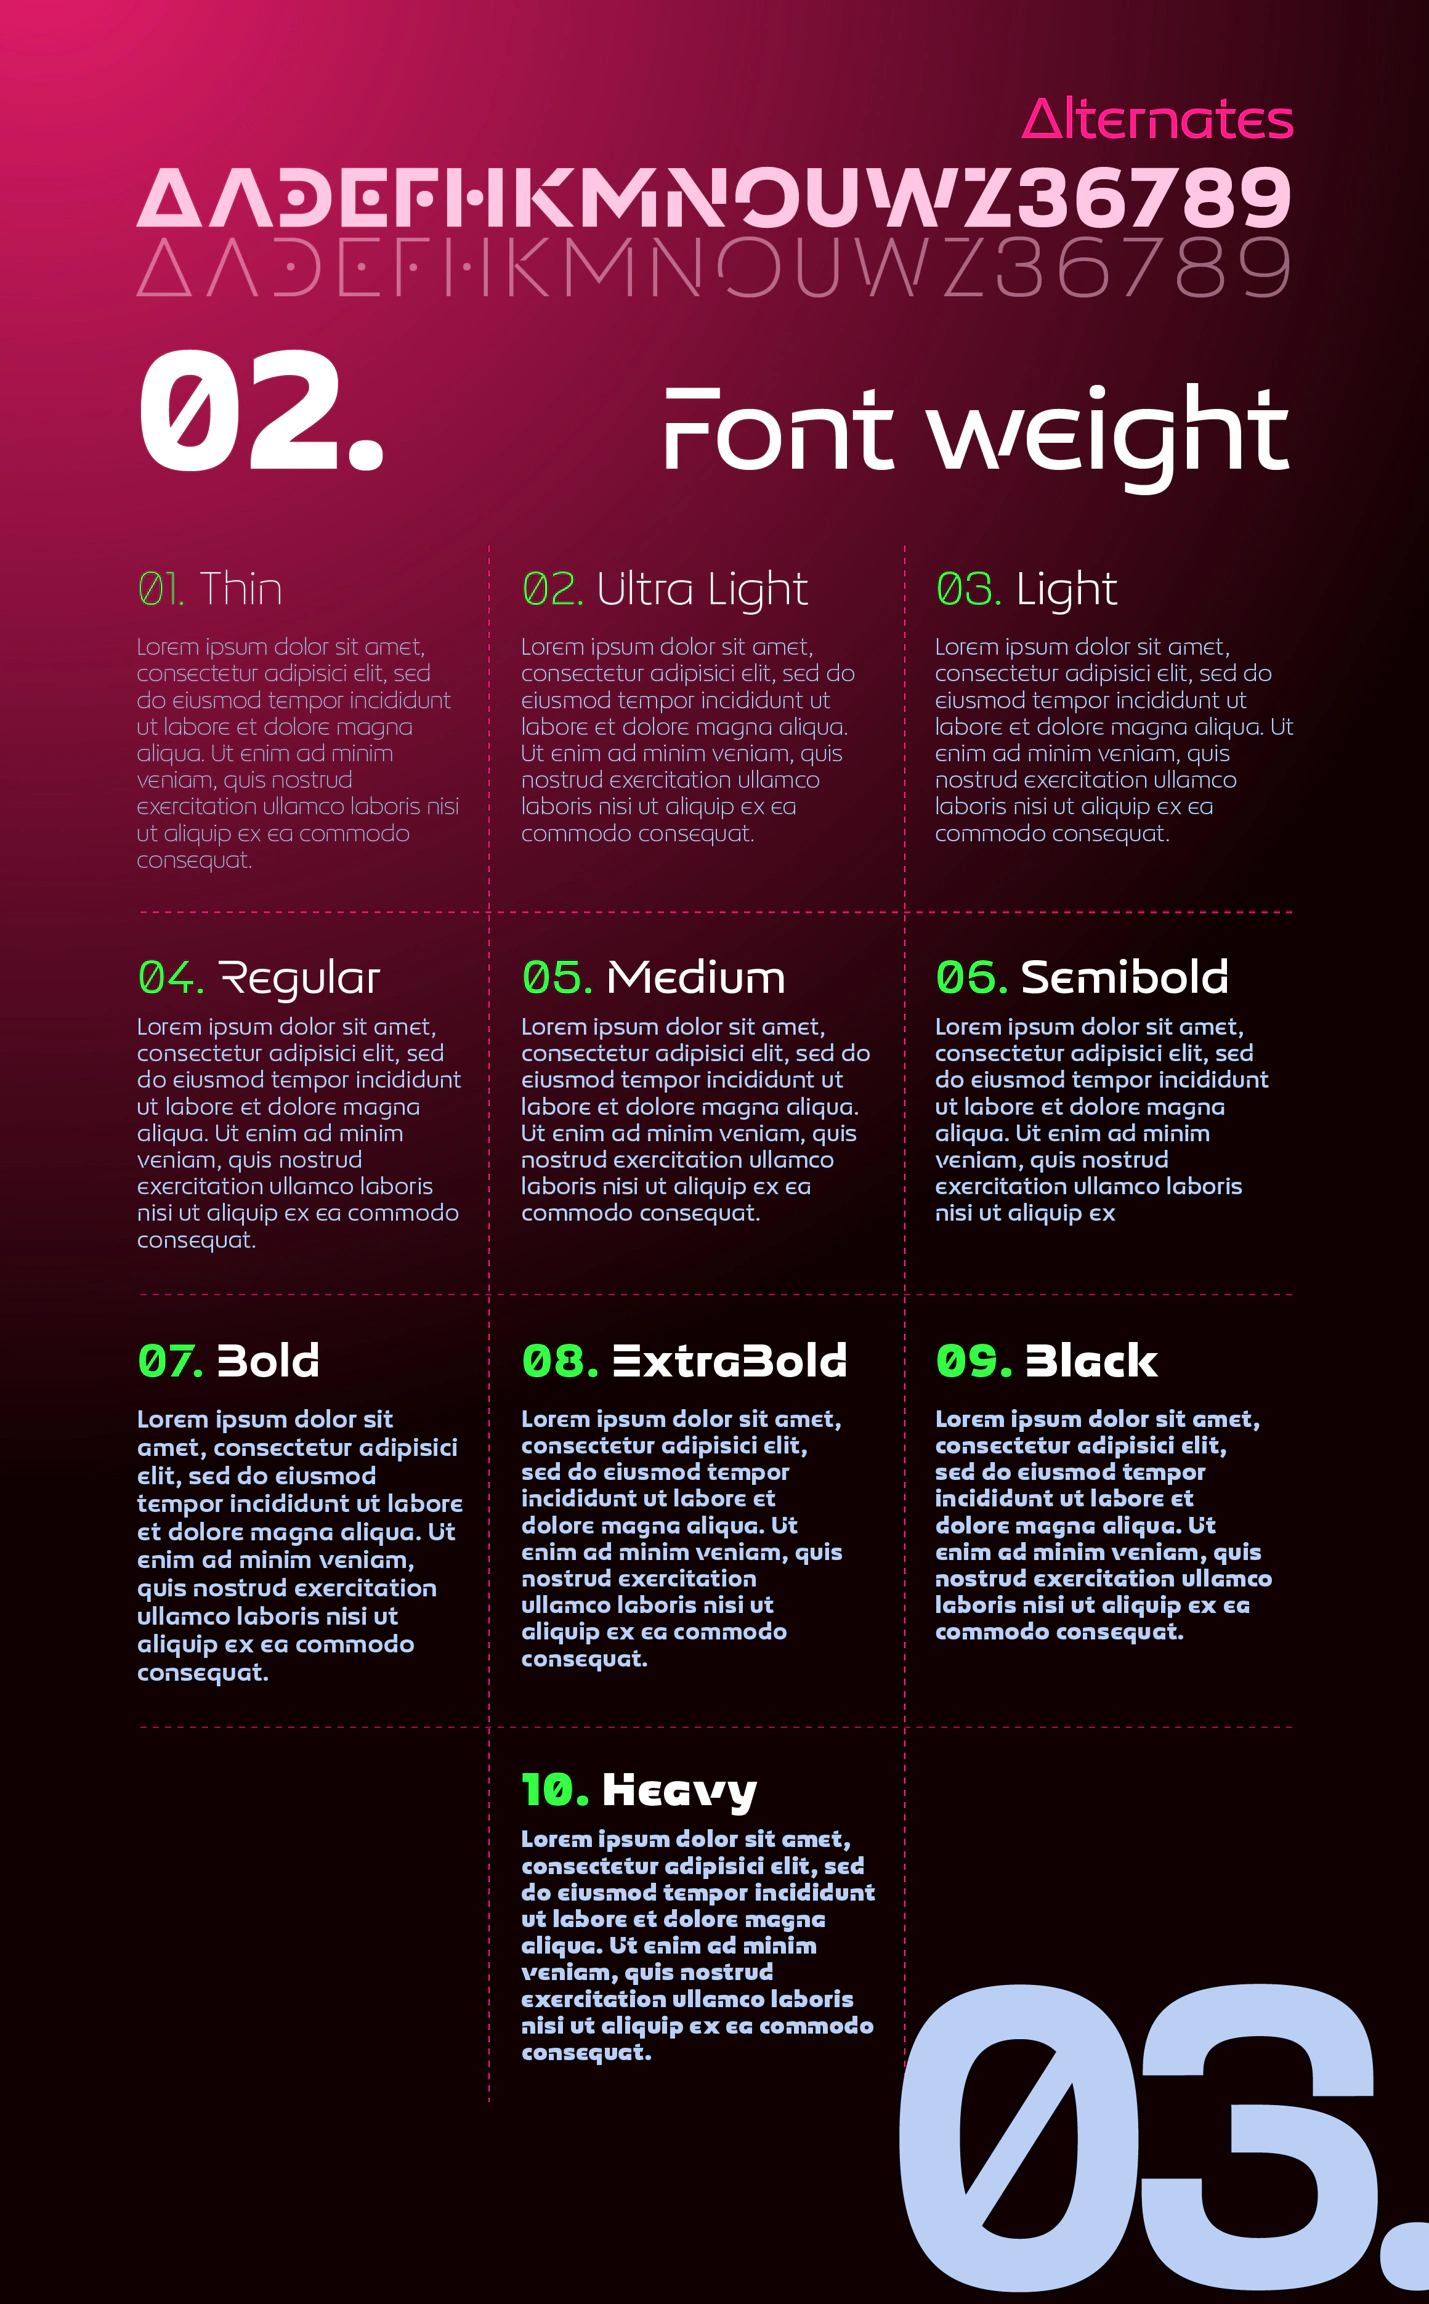 Alternates
AADEFHKMNOUWZ36789
AADEFHKMNOUWZ36789
02.
Font weight
01. Thin
Lorem ipsum dolor sit amet,
consectetur adipisici elit, sed
do eiusmod tempor incididunt
ut labore et dolore magna
aliqua. Ut enim ad minim
veniam, quis nostrud
exercitation ullamco laboris nisi
ut aliquip ex ea commodo
consequat.
02. Ultra Light
Lorem ipsum dolor sit amet,
consectetur adipisici elit, sed do
eiusmod tempor incididunt ut
labore et dolore magna aliqua.
Ut enim ad minim veniam, quis
nostrud exercitation ullamco
laboris nisi ut aliquip ex ea
commodo consequat.
03. Light
Lorem ipsum dolor sit amet,
consectetur adipisici elit, sed do
eiusmod tempor incididunt ut
labore et dolore magna aliqua. Ut
enim ad minim veniam, quis
nostrud exercitation ullamco
laboris nisi ut aliquip ex ea
commodo consequat.
04. Regular
Lorem ipsum dolor sit amet,
consectetur adipisici elit, sed
do eiusmod tempor incididunt
ut labore et dolore magna
aliqua. Ut enim ad minim
veniam, quis nostrud
exercitation ullamco laboris
nisi ut aliquip ex ea commodo
consequat.
05. Medium
Lorem ipsum dolor sit amet,
consectetur adipisici elit, sed do
eiusmod tempor incididunt ut
labore et dolore magna aliqua.
Ut enim ad minim veniam, quis
nostrud exercitation ullamco
laboris nisi ut aliquip ex ea
commodo consequat.
06. Semibold
Lorem ipsum dolor sit amet,
consectetur adipisici elit, sed
do eiusmod tempor incididunt
ut labore et dolore magna
aliqua. Ut enim ad minim
veniam, quis nostrud
exercitation ullamco laboris
nisi ut aliquip ex
07. Bold
Lorem ipsum dolor sit
amet, consectetur adipisici
elit, sed do eiusmod
tempor incididunt ut labore
et dolore magna aliqua. Ut
enim ad minim veniam,
quis nostrud exercitation
ullamco laboris nisi ut
aliquip ex ea commodo
consequat.
08. ExtraBold
Lorem ipsum dolor sit amet,
consectetur adipisici elit,
sed do eiusmod tempor
incididunt ut labore et
dolore magna aliqua. Ut
enim ad minim veniam, quis
nostrud exercitation
ullamco laboris nisi ut
aliquip ex ea commodo
consequat.
09. Black
Lorem ipsum dolor sit amet,
consectetur adipisici elit,
sed do eiusmod tempor
incididunt ut labore et
dolore magna aliqua. Ut
enim ad minim veniam, quis
nostrud exercitation ullamco
laboris nisi ut aliquip ex ea
commodo consequat.
10. Heavy
Lorem ipsum dolor sit amet,
consectetur adipisici elit, sed
do eiusmod tempor incididunt
ut labore et dolore magna
aliqua. Ut enim ad minim
veniam, quis nostrud
exercitation ullamco laboris
nisi ut aliquip ex ea commodo
consequat.
03.